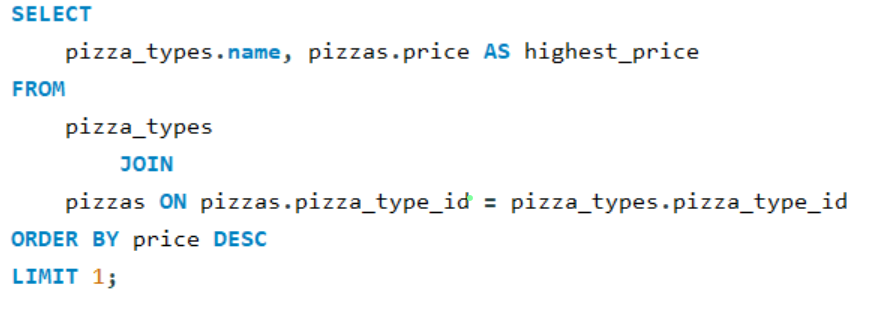 SELECT
pizza_types.name, pizzas.price AS highest_price
FROM
pizza_types
JOIN
pizzas ON pizzas.pizza_type_id = pizza_types.pizza_type_id
ORDER BY price DESC
LIMIT 1;